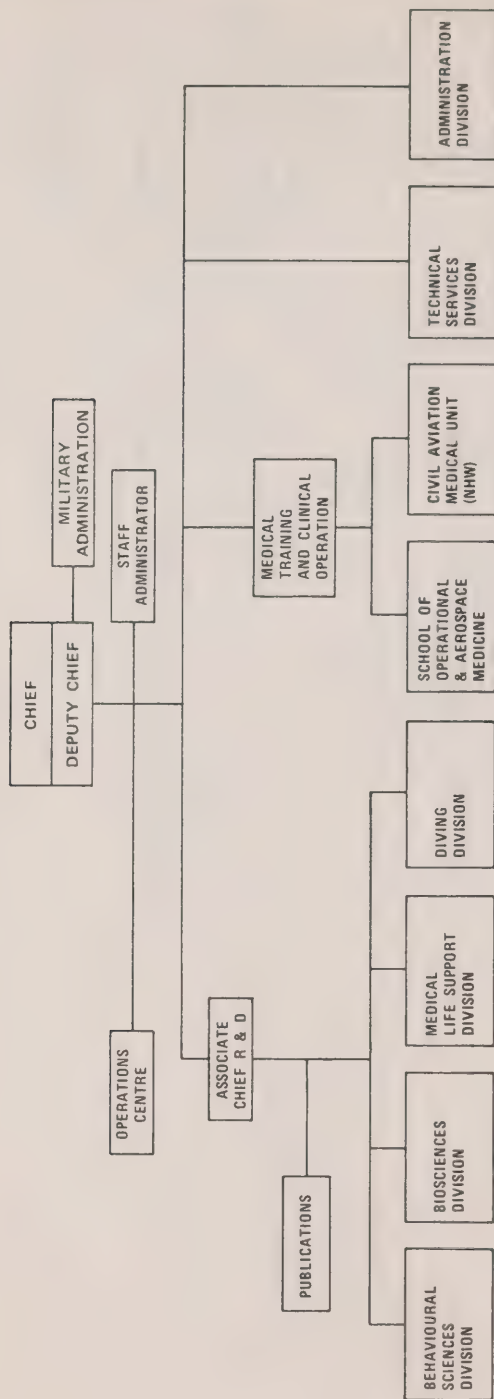 CHIEF
DEPUTY CHIEF
MILITARY
ADMINISTRATION
OPERATIONS
CENTRE
STAFF
ADMINISTRATOR
ASSOCIATE
CHIEF R & D
PUBLICATIONS
MEDICAL
TRAINING
AND CLINICAL
OPERATION
BEHAVIOURAL
SCIENCES
DIVISION
BIOSCIENCES
DIVISION
MEDICAL
LIFE SUPPORT
DIVISION
DIVING
DIVISION
SCHOOL OF
OPERATIONAL
& AEROSPACE
MEDICINE
CIVIL AVIATION
MEDICAL UNIT
(NHW)
TECHNICAL
SERVICES
DIVISION
ADMINISTRATION
DIVISION